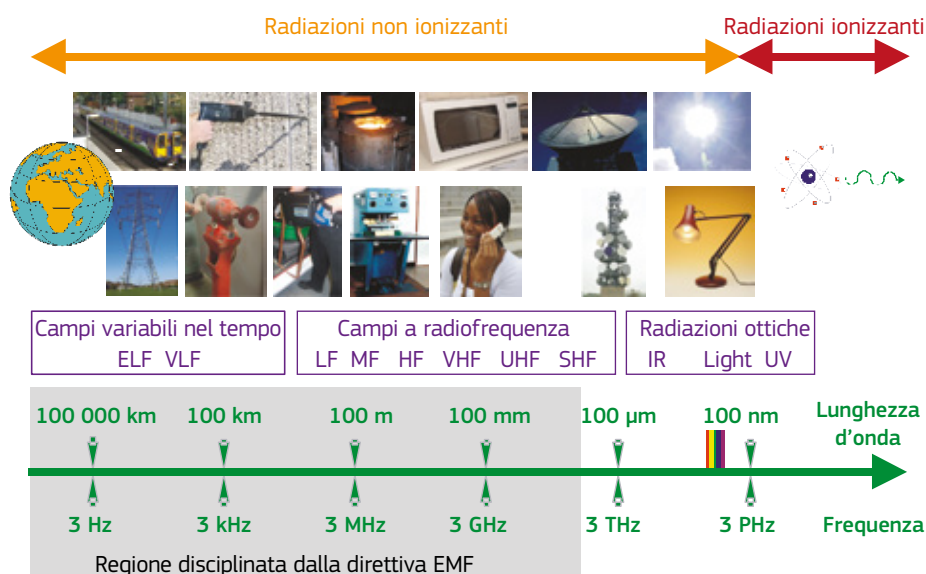 Radiazioni non ionizzanti
Radiazioni ionizzanti
Campi variabili nel tempo
ELF VLF
Campi a radiofrequenza
LF MF HF VHF UHF SHF
Radiazioni ottiche
IR Light UV
100 000 km 100 km 100 m 100 mm 100 µm 100 nm Lunghezza
d'onda
3 Hz 3 kHz 3 MHz 3 GHz 3 THz 3 PHz Frequenza
Regione disciplinata dalla direttiva EMF